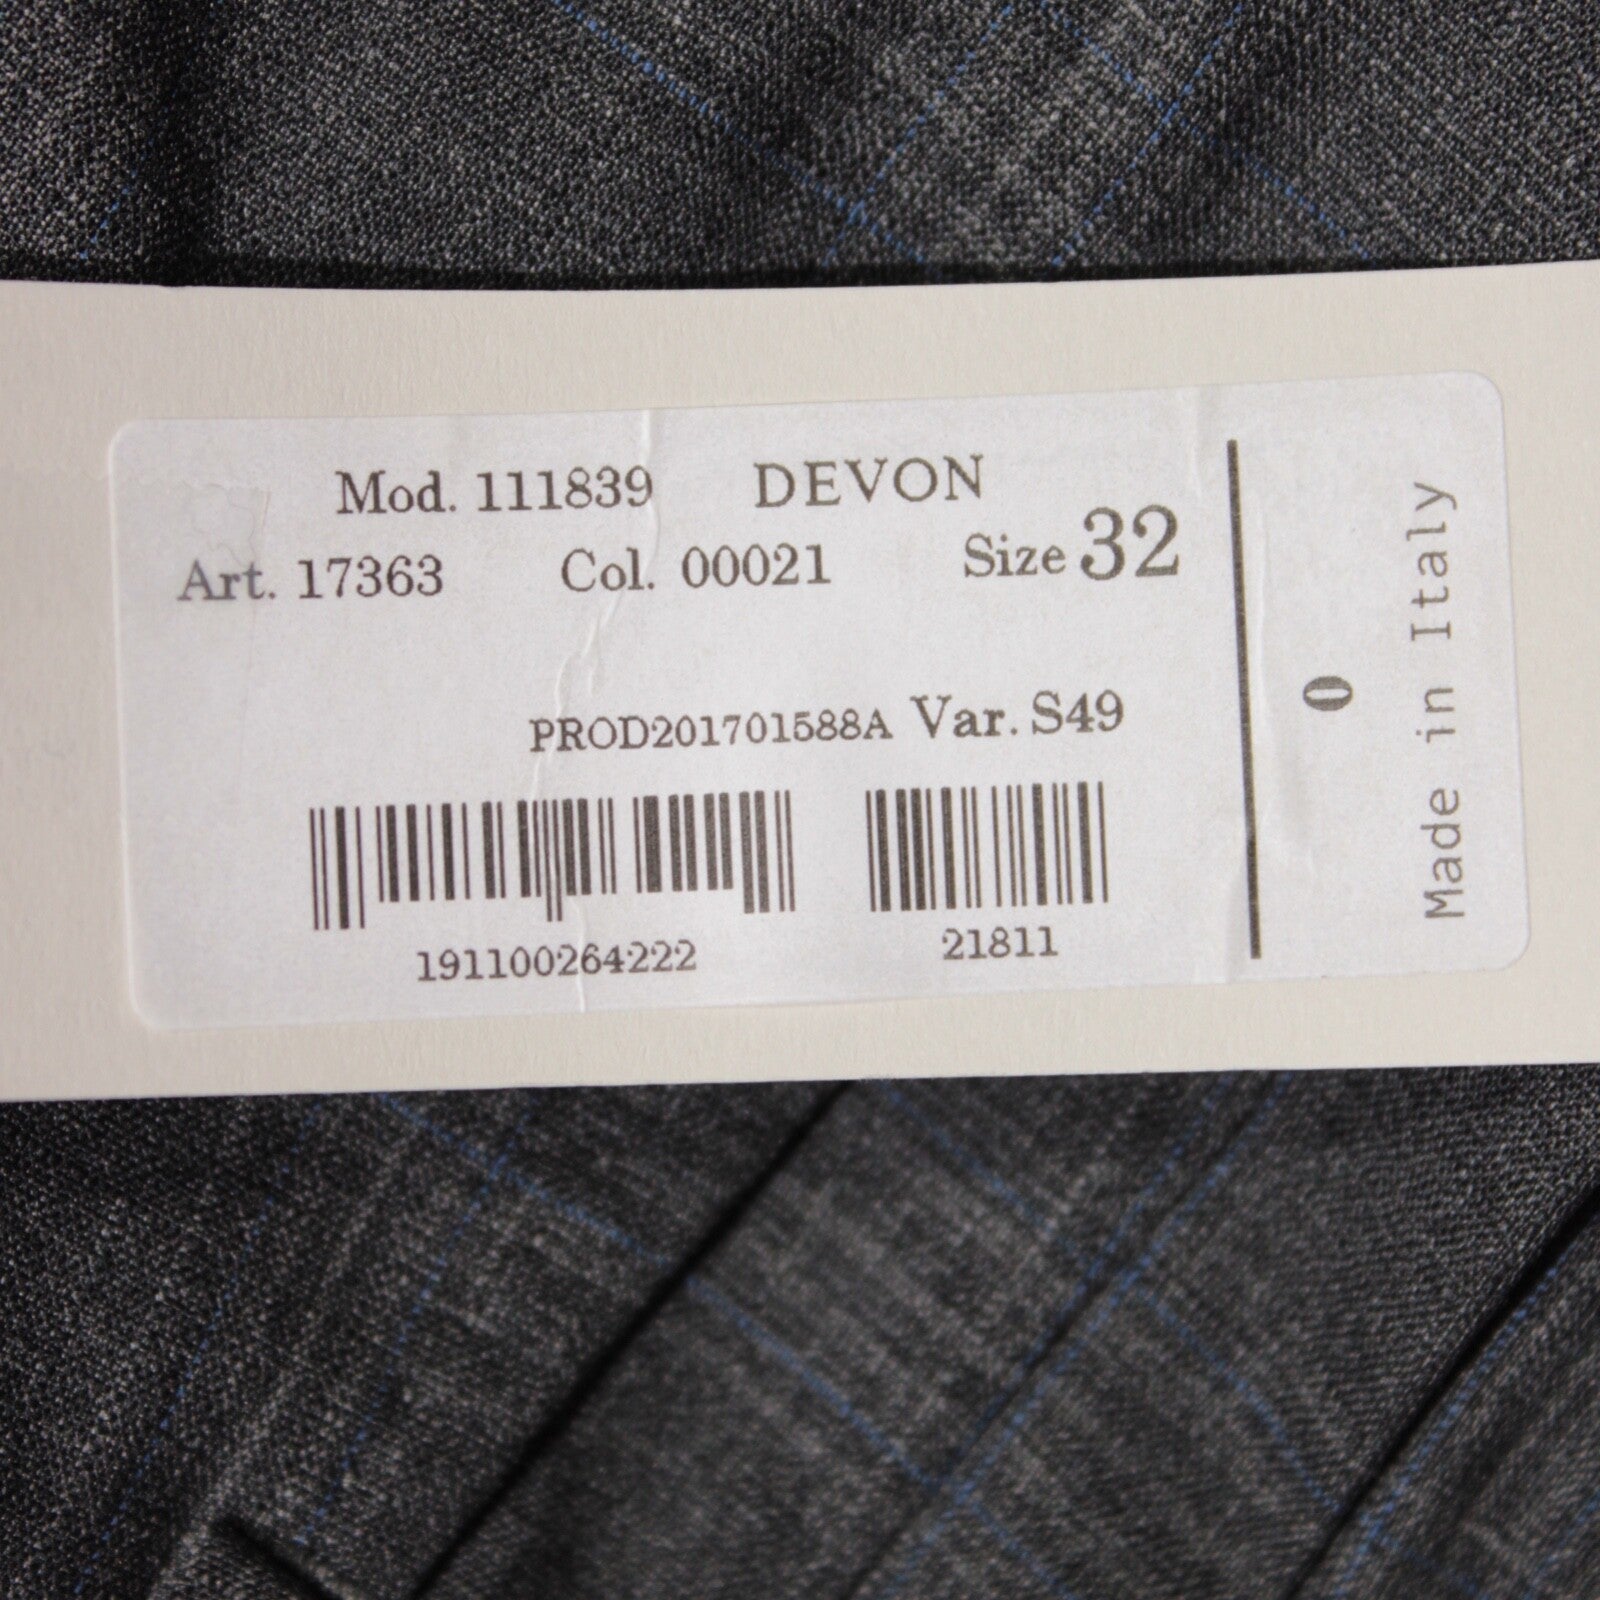 Mod. 111839 DEVON
Art. 17363 Col. 00021 Size 32
PROD201701588A Var. S49
191100264222 21811
0
Made in Italy